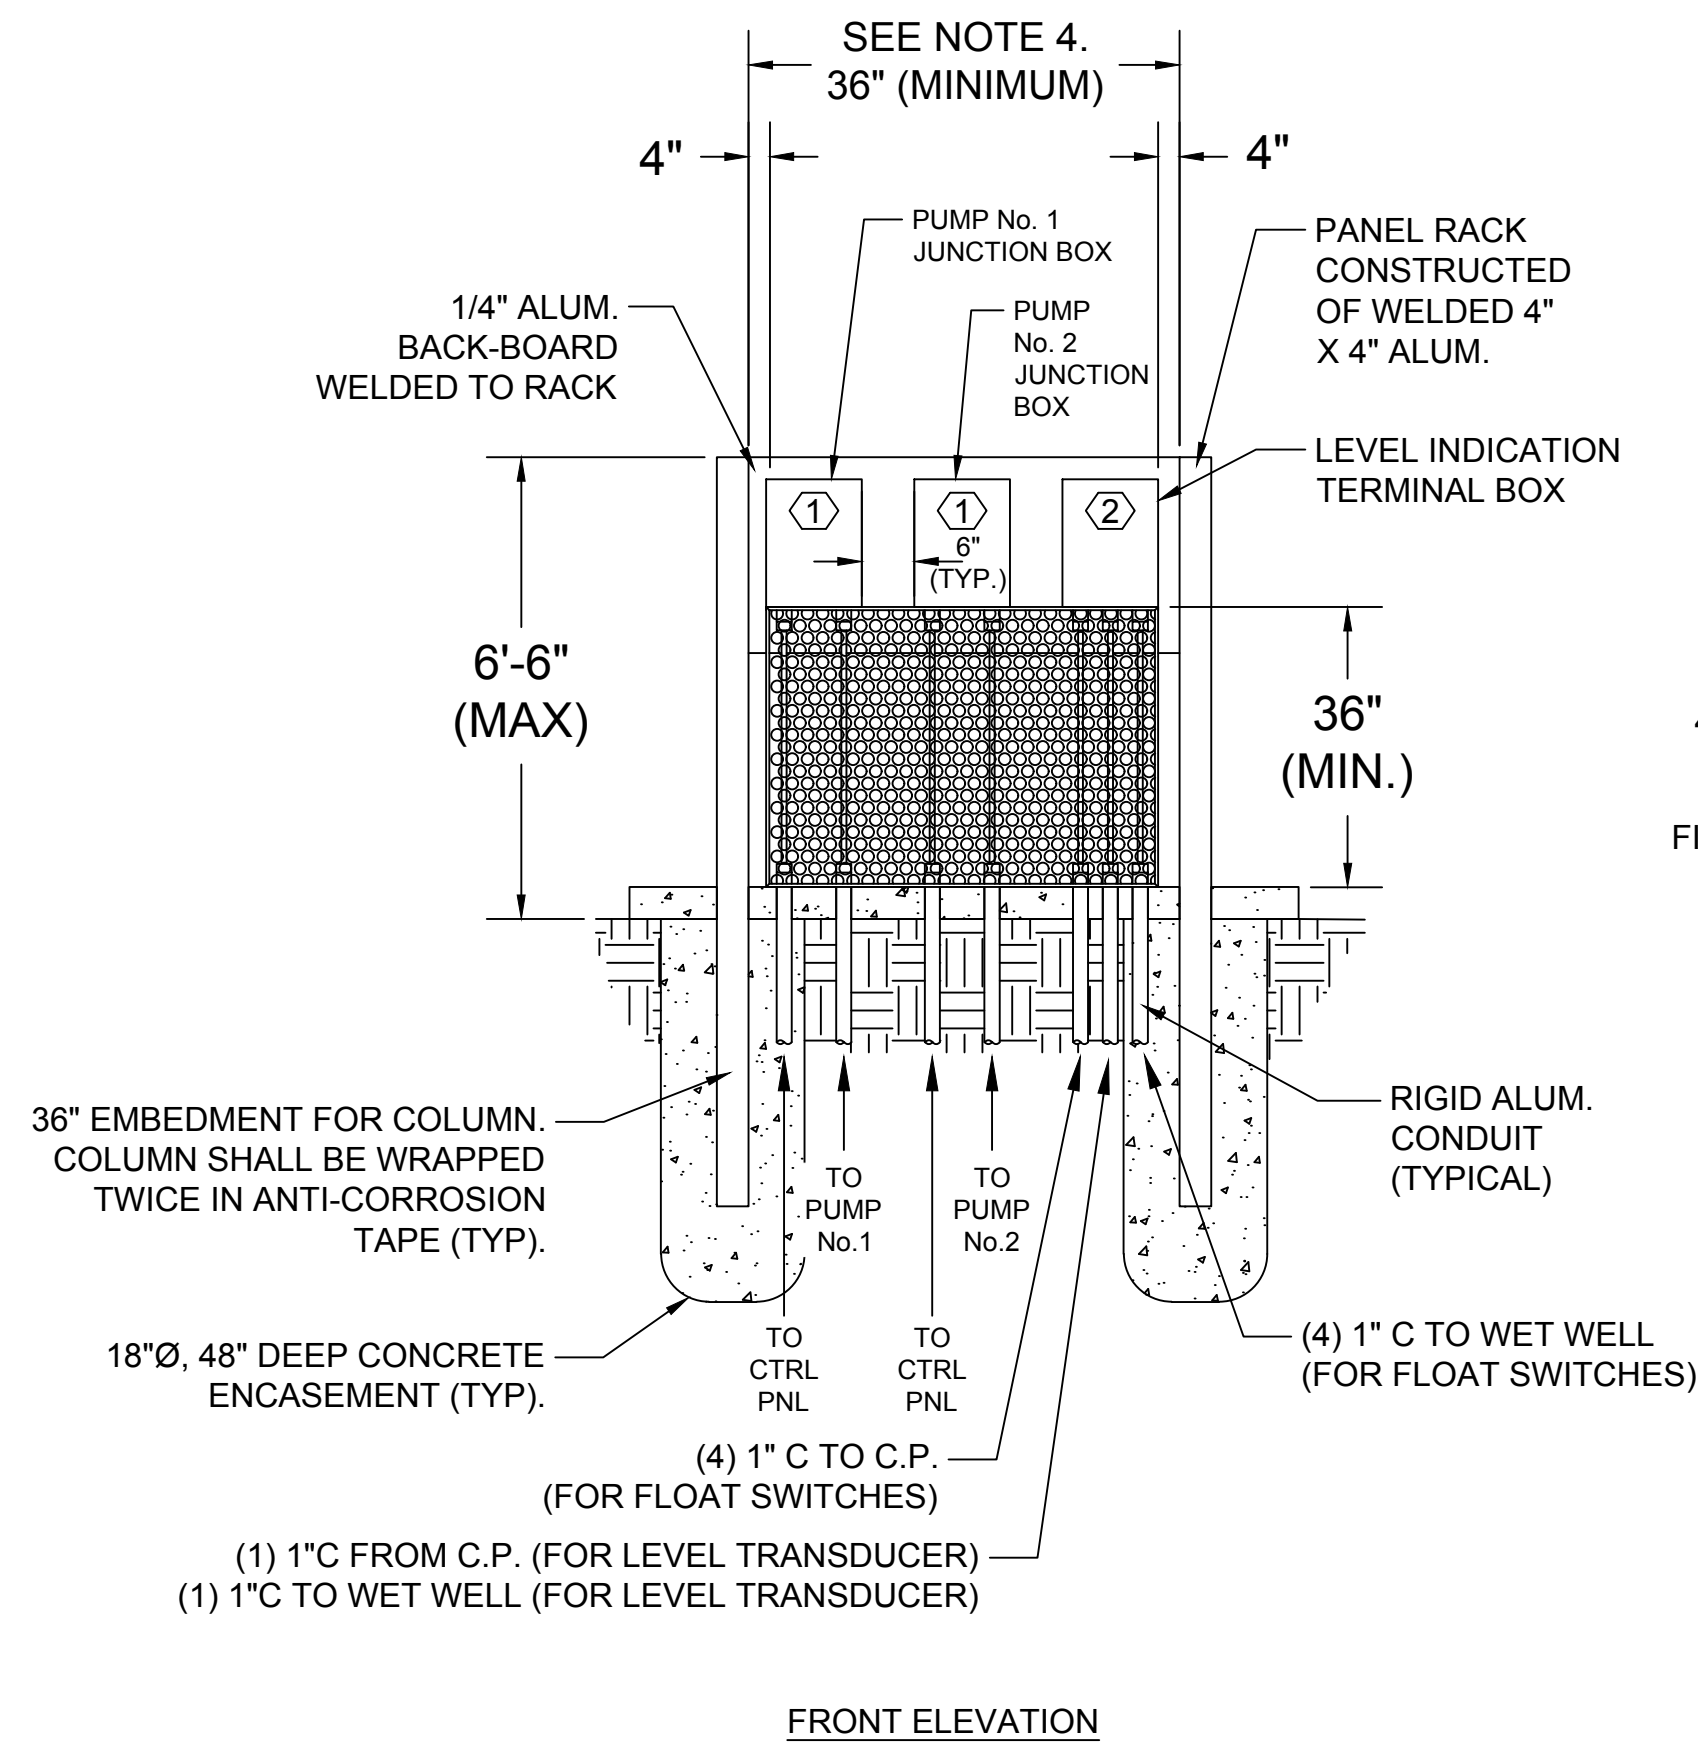 SEE NOTE 4.
36" (MINIMUM)
4"
4"
PUMP No. 1
JUNCTION BOX
PUMP
No. 2
JUNCTION
BOX
PANEL RACK
CONSTRUCTED
OF WELDED 4"
X 4" ALUM.
1/4" ALUM.
BACK-BOARD
WELDED TO RACK
LEVEL INDICATION
TERMINAL BOX
1
1
2
6"
(TYP.)
6'-6"
(MAX)
36"
(MIN.)
36" EMBEDMENT FOR COLUMN.
COLUMN SHALL BE WRAPPED
TWICE IN ANTI-CORROSION
TAPE (TYP).
RIGID ALUM.
CONDUIT
(TYPICAL)
TO
PUMP
No.1
TO
PUMP
No.2
18"Ø, 48" DEEP CONCRETE
ENCASEMENT (TYP).
TO
CTRL
PNL
TO
CTRL
PNL
(4) 1" C TO WET WELL
(FOR FLOAT SWITCHES)
(4) 1" C TO C.P.
(FOR FLOAT SWITCHES)
(1) 1"C FROM C.P. (FOR LEVEL TRANSDUCER)
(1) 1"C TO WET WELL (FOR LEVEL TRANSDUCER)
FRONT ELEVATION